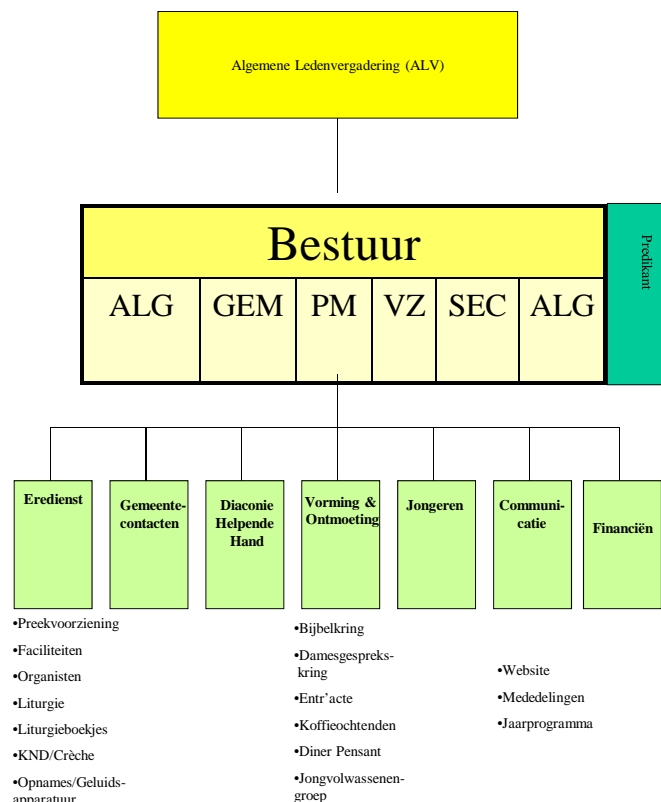 Algemene Ledenvergadering (ALV)
Bestuur
Predikant
ALG GEM PM VZ SEC ALG
Eredienst
Gemeente-
contacten
Diaconie
Helpende
Hand
Vorming &
Ontmoeting
Jongeren
Communi-
catie
Financiën
•Preekvoorziening
•Faciliteiten
•Organisten
•Liturgie
•Liturgieboekjes
•KND/Crèche
•Opnames/Geluids-
apparatuur
•Bijbelkring
•Damesgespreks-
kring
•Entr'acte
•Koffieochtenden
•Diner Pensant
•Jongvolwassenen-
groep
•Website
•Mededelingen
•Jaarprogramma